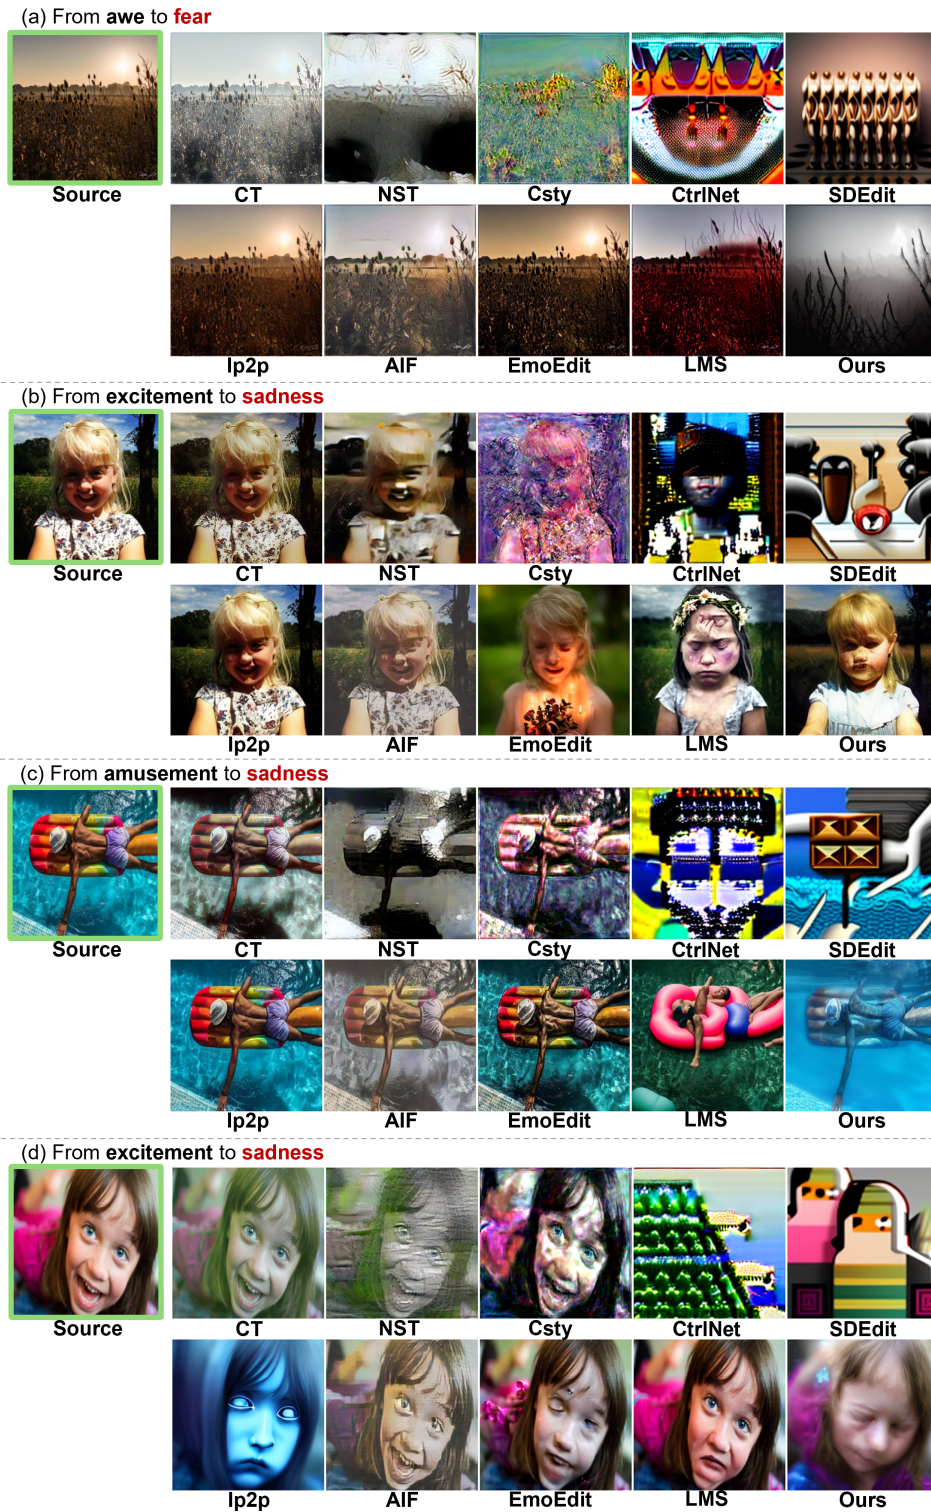 (a) From awe to fear
Source CT NST Csty CtrlNet SDEdit
Ip2p AIF EmoEdit LMS Ours
(b) From excitement to sadness
Source CT NST Csty CtrlNet SDEdit
Ip2p AIF EmoEdit LMS Ours
(c) From amusement to sadness
Source CT NST Csty CtrlNet SDEdit
Ip2p AIF EmoEdit LMS Ours
(d) From excitement to sadness
Source CT NST Csty CtrlNet SDEdit
Ip2p AIF EmoEdit LMS Ours